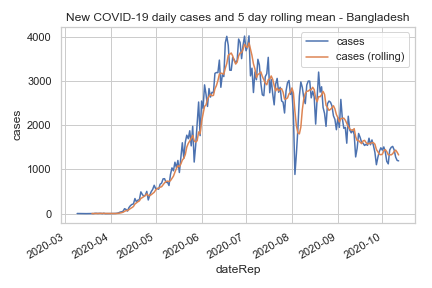 New COVID-19 daily cases and 5 day rolling mean - Bangladesh
cases
cases (rolling)
4000
3000
2000
1000
0
cases
2020-03
2020-04
2020-05
2020-06
2020-07
2020-08
2020-09
2020-10
dateRep